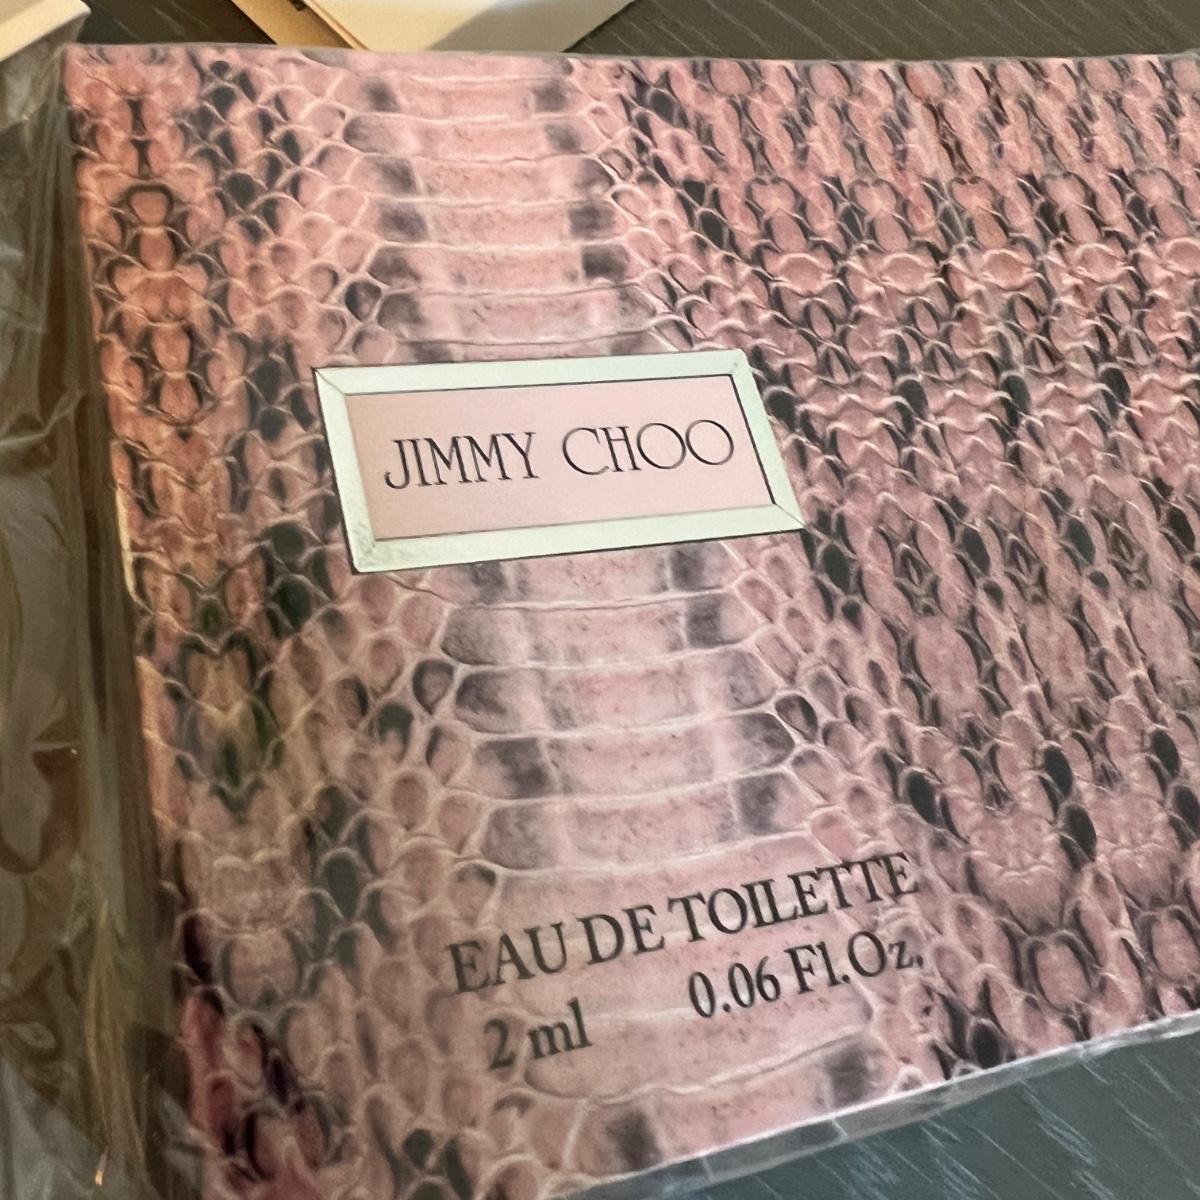 JIMMY CHOO
EAU DE TOILETTE
2 ml 0.06 Fl.Oz.